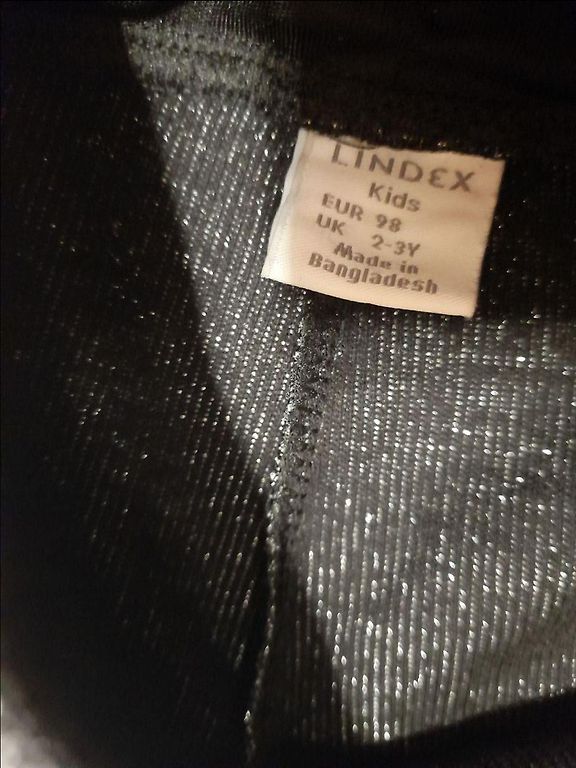 LINDEX
Kids
EUR 98
UK 2-3Y
Made in
Bangladesh